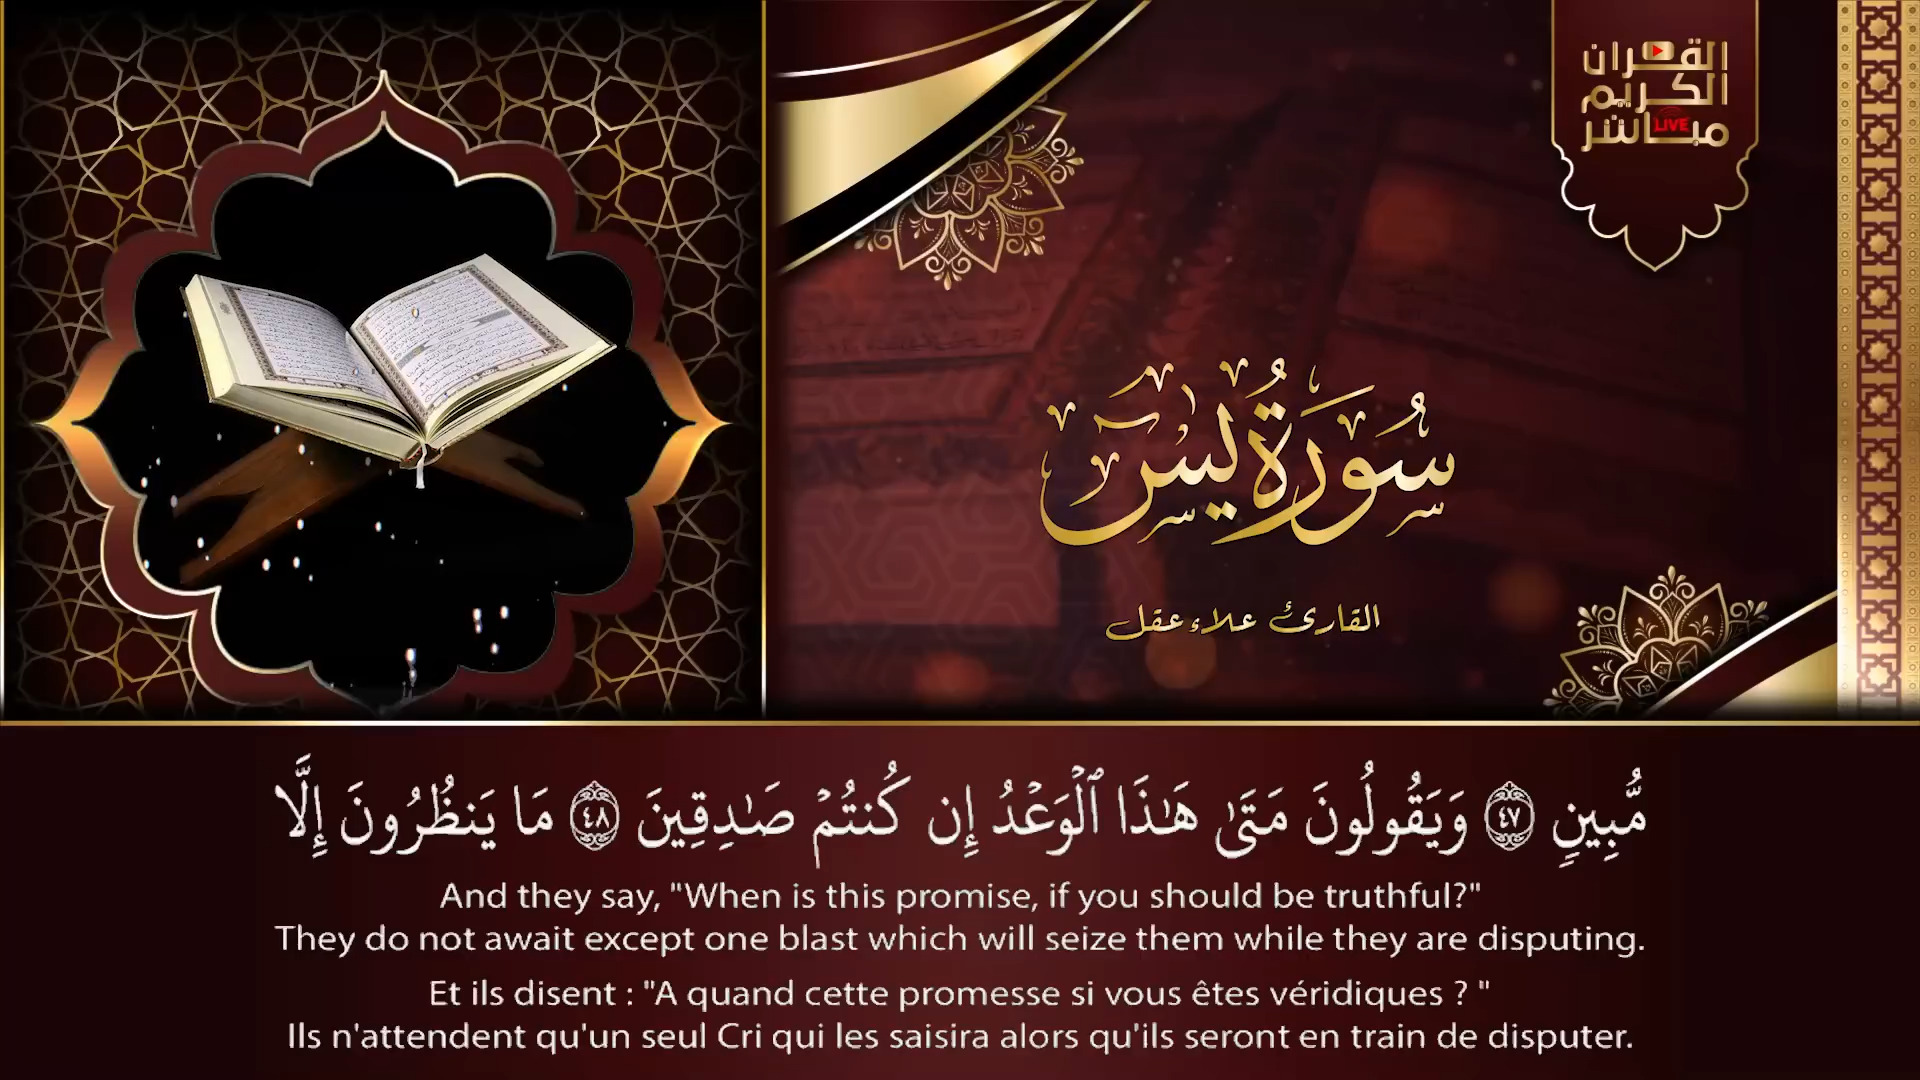 القرآن
الكريم
مباشر
LIVE
سُورَةُ يسٓ
القارئ علاء عقل
مُّبِينٍ ٤٧ وَيَقُولُونَ مَتَىٰ هَٰذَا ٱلْوَعْدُ إِن كُنتُمْ صَٰدِقِينَ ٤٨ مَا يَنظُرُونَ إِلَّا
And they say, "When is this promise, if you should be truthful?"
They do not await except one blast which will seize them while they are disputing.
Et ils disent : "A quand cette promesse si vous êtes véridiques ? "
Ils n'attendent qu'un seul Cri qui les saisira alors qu'ils seront en train de disputer.